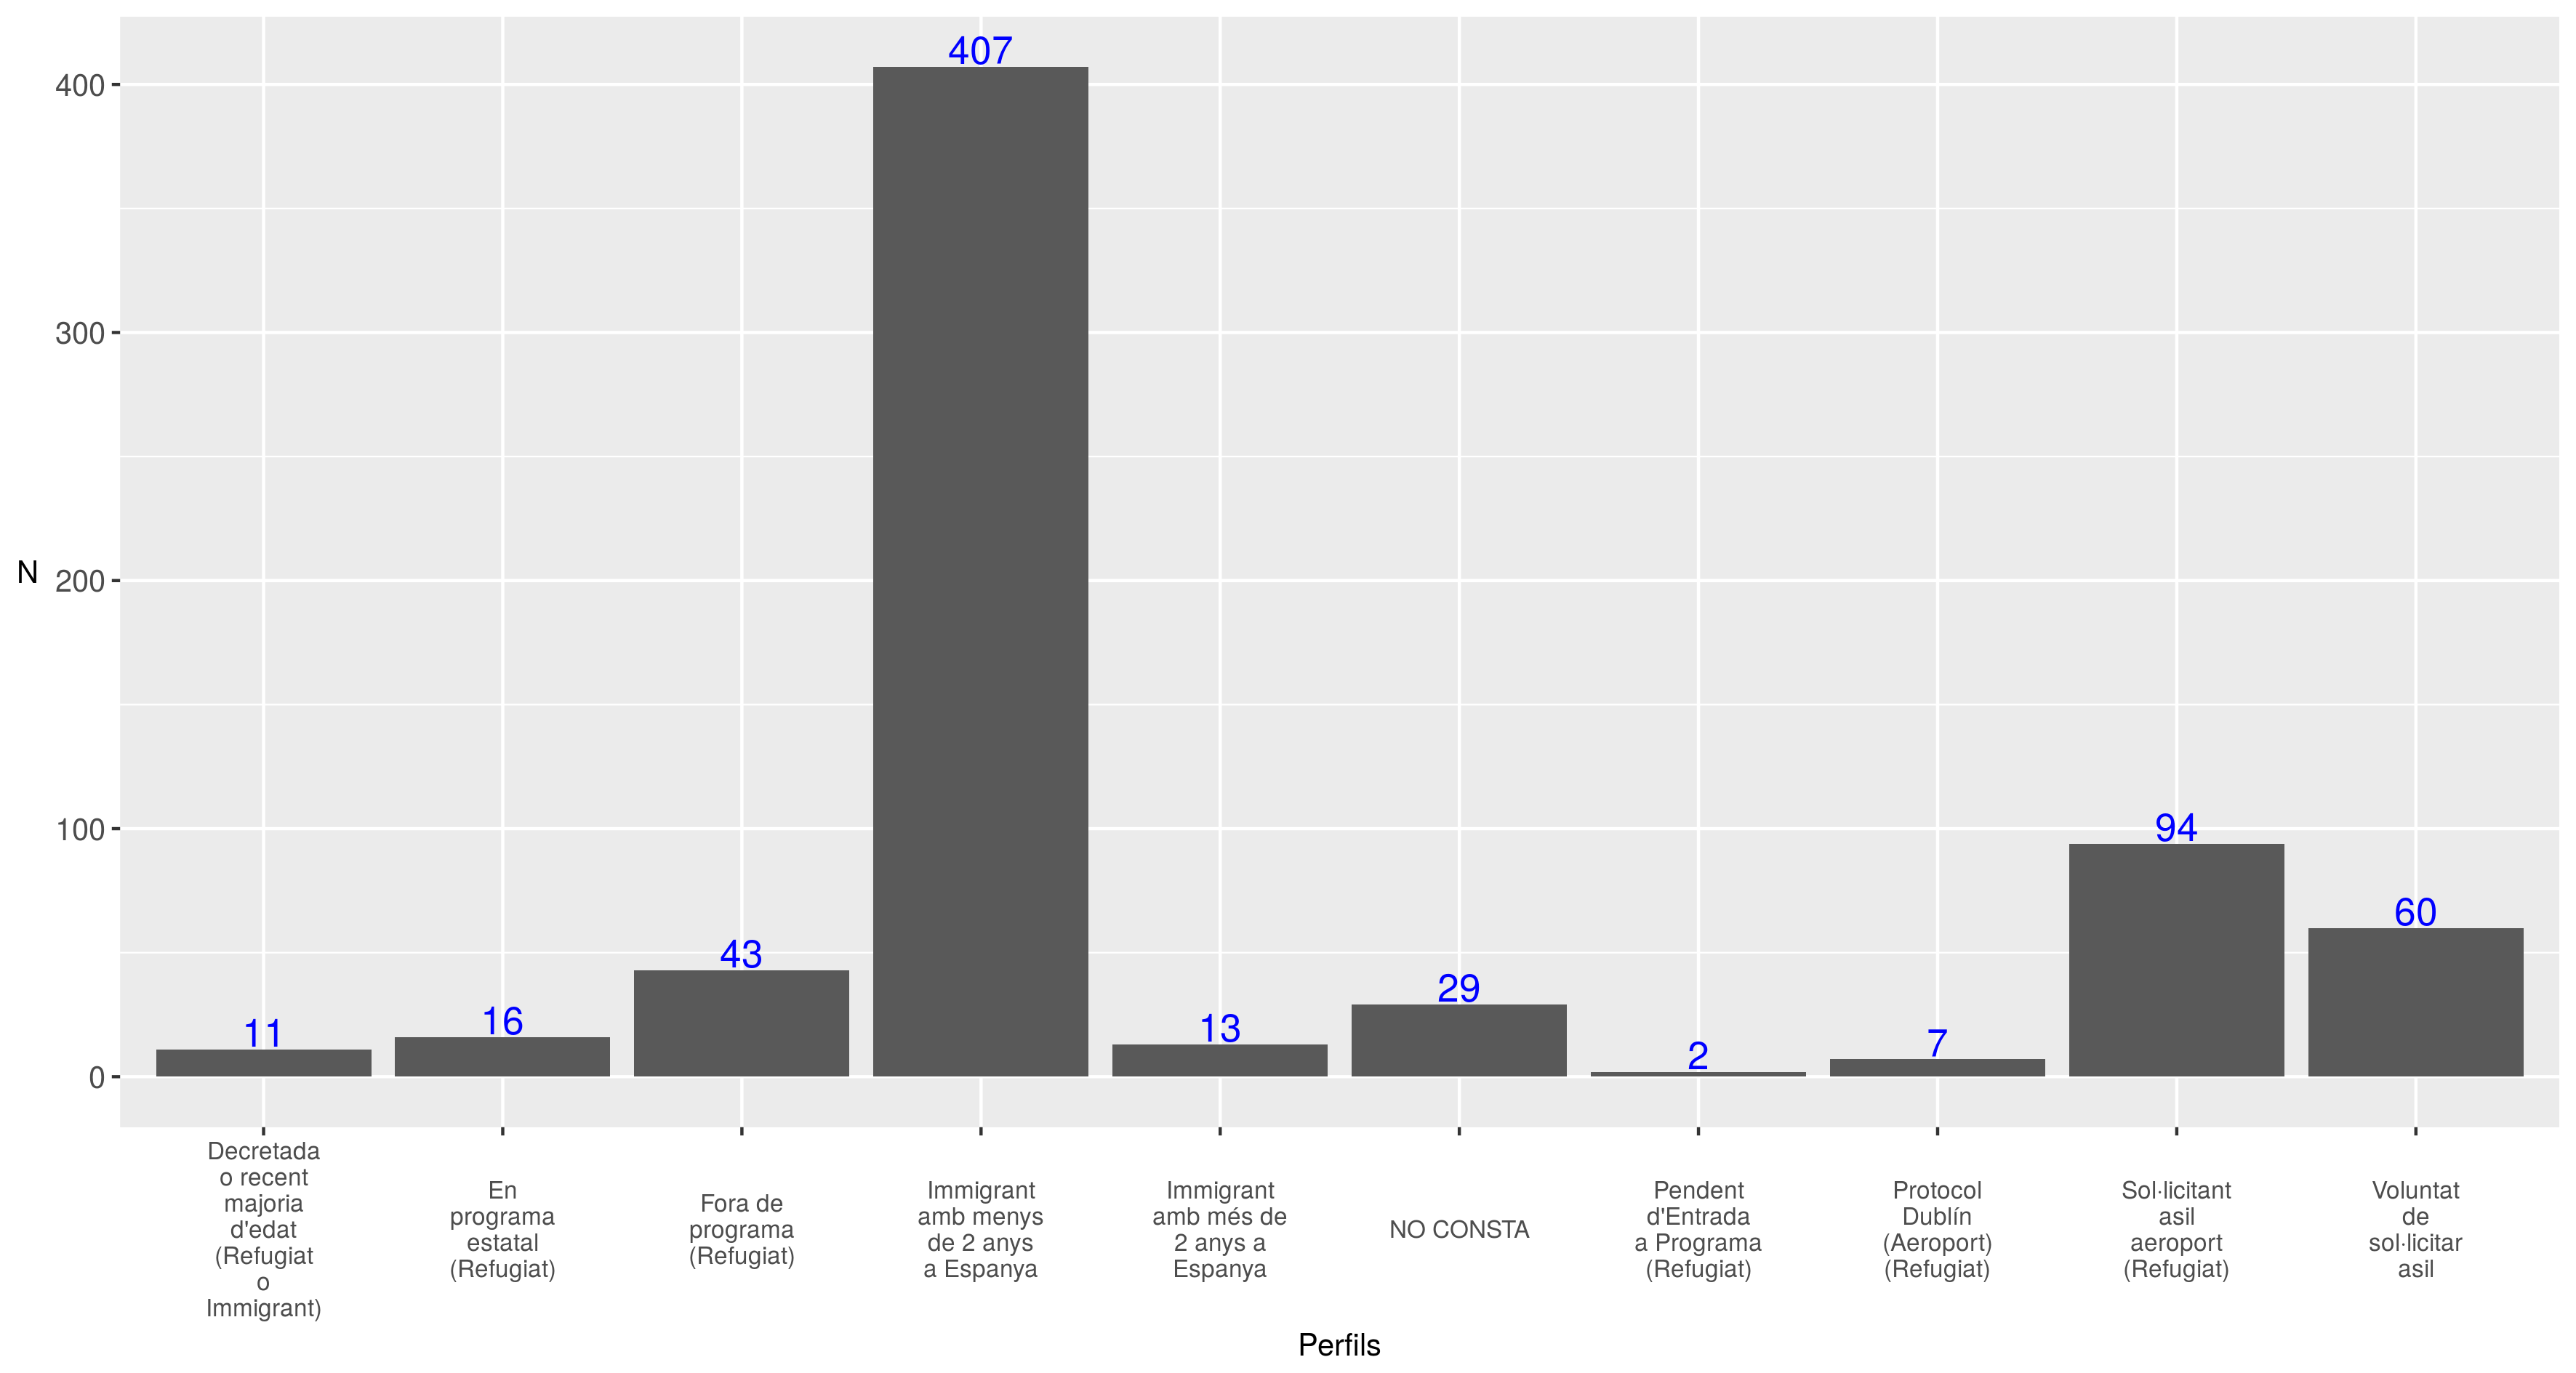 407
400
300
N
200
100
94
60
43
29
16
13
11
7
2
0
Decretada
o recent
majoria
d'edat
(Refugiat
o
Immigrant)
En
programa
estatal
(Refugiat)
Fora de
programa
(Refugiat)
Immigrant
amb menys
de 2 anys
a Espanya
Immigrant
amb més de
2 anys a
Espanya
NO CONSTA
Pendent
d'Entrada
a Programa
(Refugiat)
Protocol
Dublín
(Aeroport)
(Refugiat)
Sol·licitant
asil
aeroport
(Refugiat)
Voluntat
de
sol·licitar
asil
Perfils